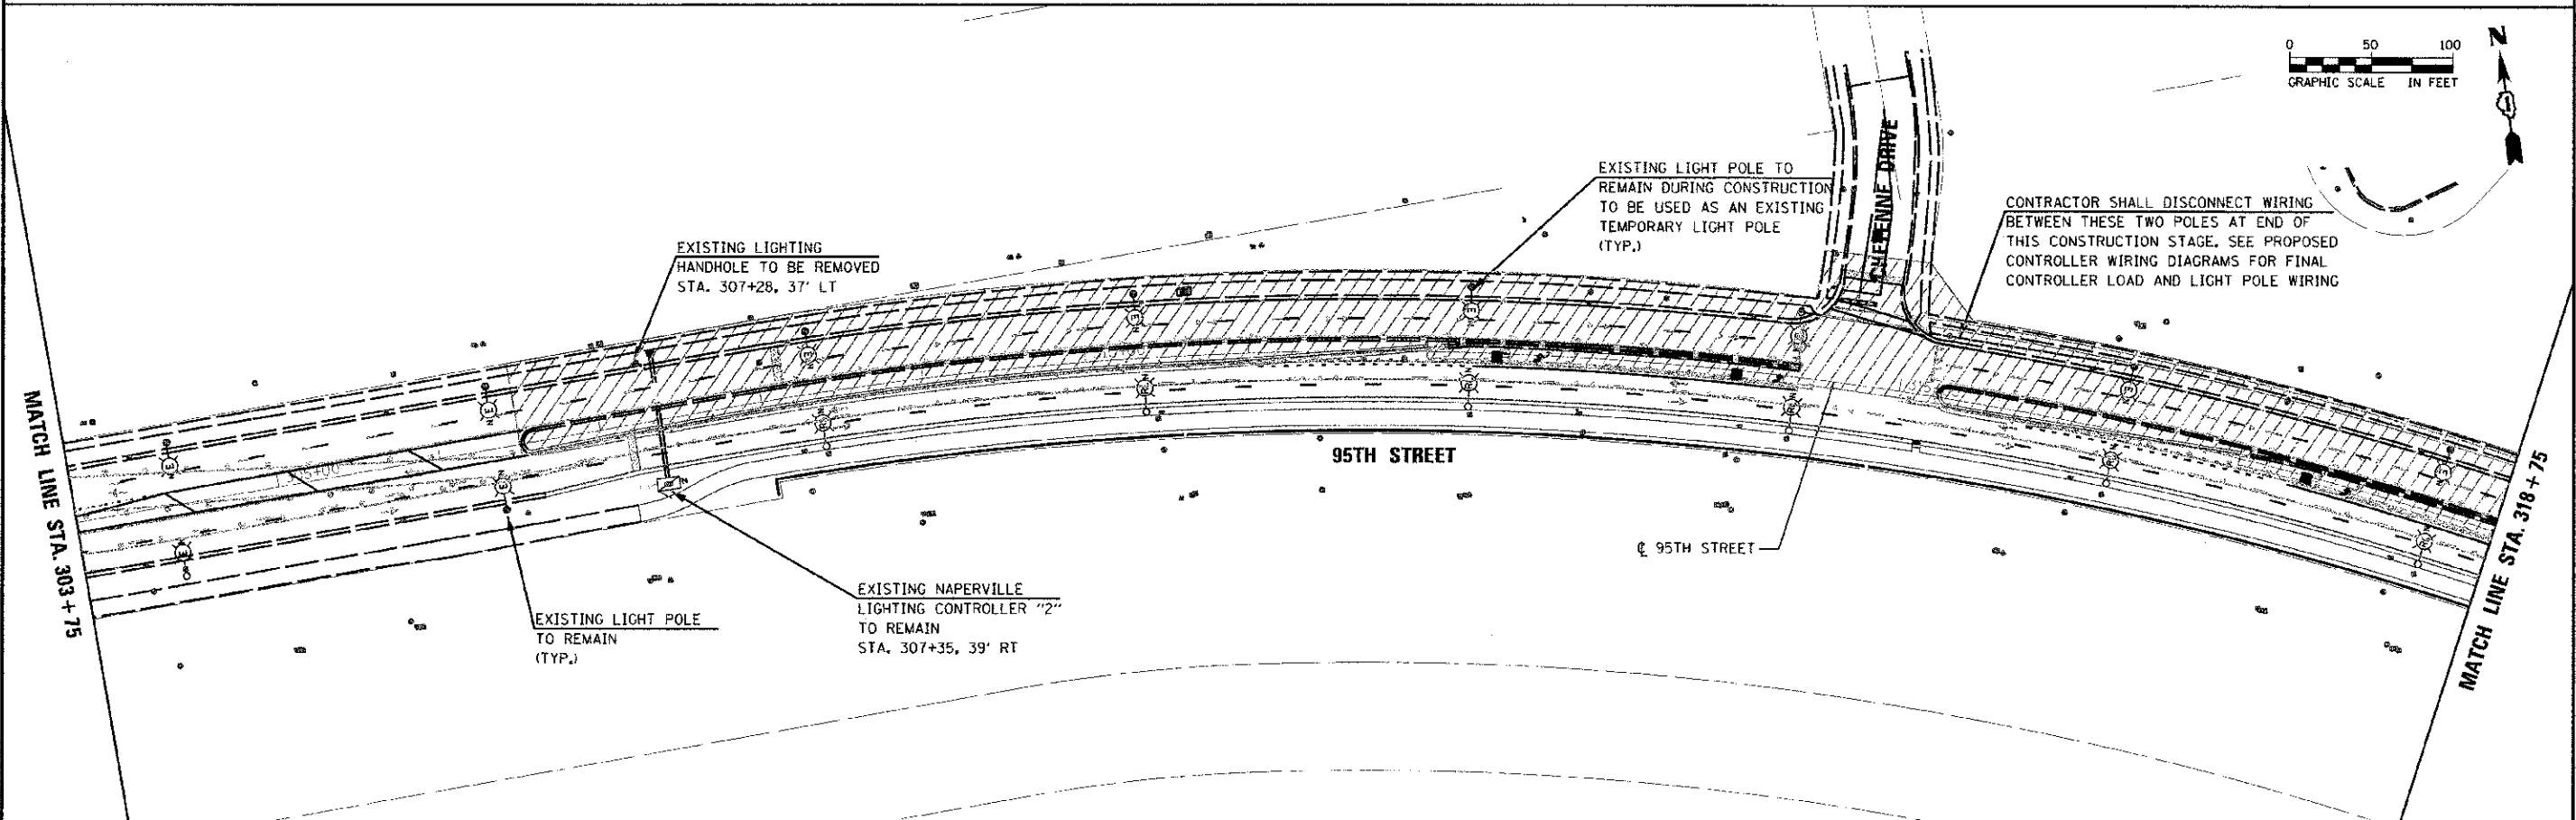 0 50 100
GRAPHIC SCALE IN FEET
N
EXISTING LIGHT POLE TO
REMAIN DURING CONSTRUCTION
TO BE USED AS AN EXISTING
TEMPORARY LIGHT POLE
(TYP.)
CHEYENNE DRIVE
CONTRACTOR SHALL DISCONNECT WIRING
BETWEEN THESE TWO POLES AT END OF
THIS CONSTRUCTION STAGE. SEE PROPOSED
CONTROLLER WIRING DIAGRAMS FOR FINAL
CONTROLLER LOAD AND LIGHT POLE WIRING
EXISTING LIGHTING
HANDHOLE TO BE REMOVED
STA. 307+28, 37' LT
MATCH LINE STA. 303+75
95TH STREET
℄ 95TH STREET
MATCH LINE STA. 318+75
EXISTING LIGHT POLE
TO REMAIN
(TYP.)
EXISTING NAPERVILLE
LIGHTING CONTROLLER "2"
TO REMAIN
STA. 307+35, 39' RT